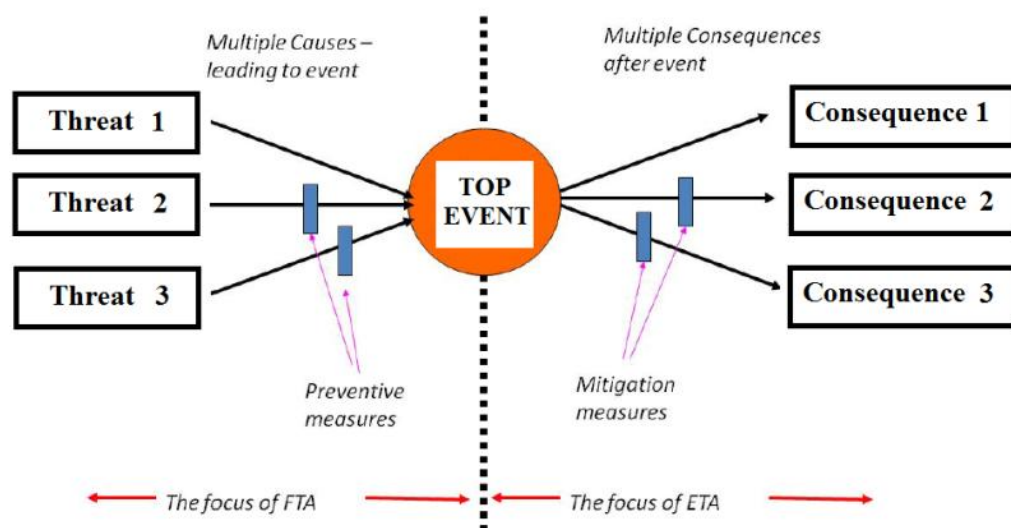 Multiple Causes –
leading to event
Multiple Consequences
after event
Threat 1
Threat 2
Threat 3
TOP
EVENT
Consequence 1
Consequence 2
Consequence 3
Preventive
measures
Mitigation
measures
The focus of FTA
The focus of ETA